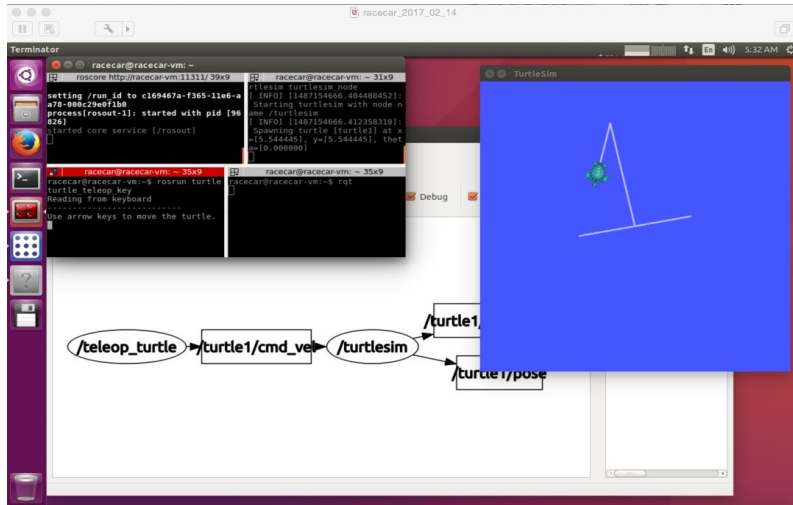 racecar_2017_02_14
Terminator
En
5:32 AM
racecar@racecar-vm: ~
roscore http://racecar-vm:11311/ 39x9
setting /run_id to c169467a-f365-11e6-a
a78-000c29e0f1b0
process[rosout-1]: started with pid [96
826]
started core service [/rosout]
racecar@racecar-vm: ~ 31x9
rtlesim turtlesim_node
[ INFO] [1487154666.404488452]:
Starting turtlesim with node n
ame /turtlesim
[ INFO] [1487154666.412358310]:
Spawning turtle [turtle1] at x
=[5.544445], y=[5.544445], thet
a=[0.000000]
racecar@racecar-vm: ~ 35x9
racecar@racecar-vm:~$ rosrun turtle
turtle_teleop_key
Reading from keyboard
---------------------------
Use arrow keys to move the turtle.
racecar@racecar-vm: ~ 35x9
racecar@racecar-vm:~$ rqt
TurtleSim
Debug
/teleop_turtle
/turtle1/cmd_vel
/turtlesim
/turtle1/
/turtle1/pose